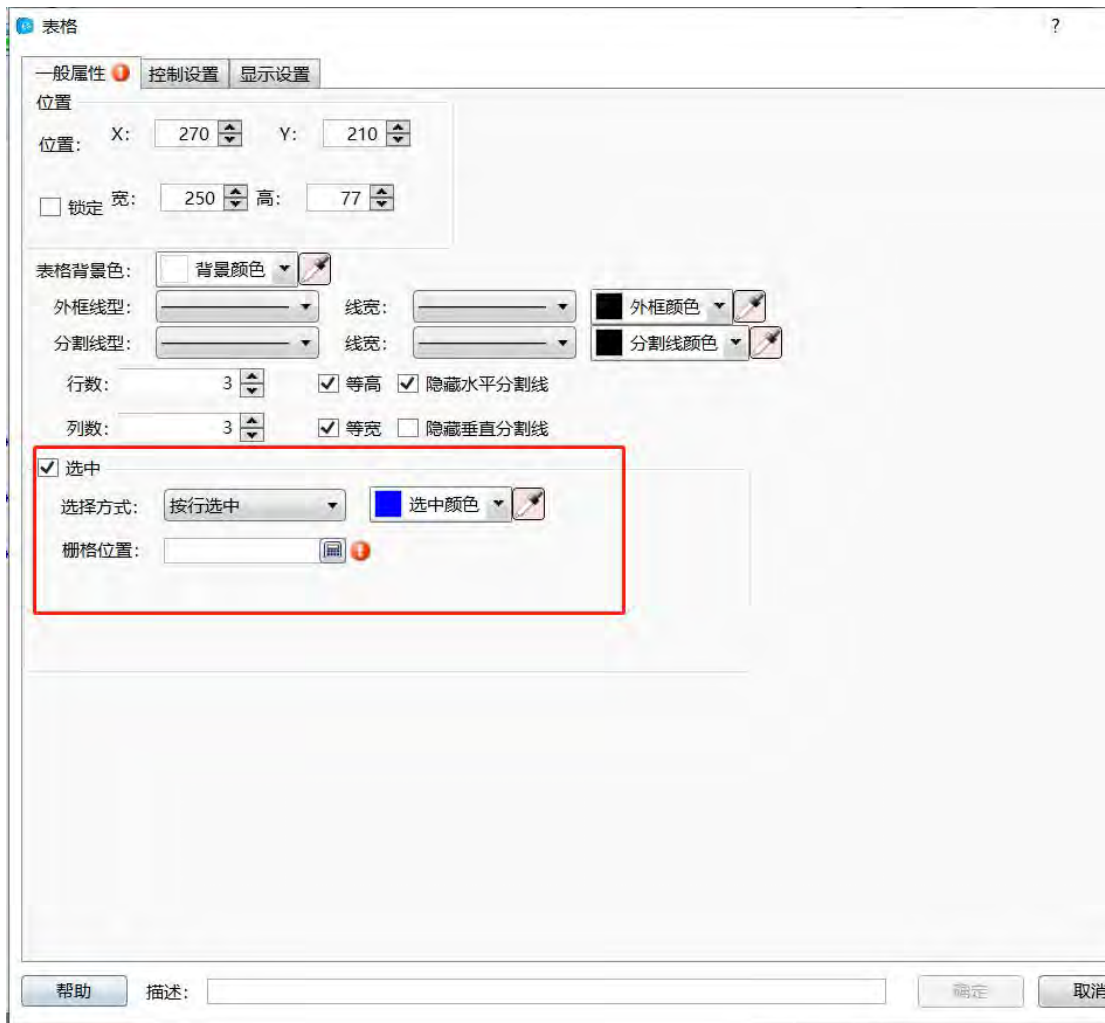 表格 ?
一般属性 控制设置 显示设置
位置
位置: X: 270 Y: 210
锁定 宽: 250 高: 77
表格背景色: 背景颜色
外框线型: 线宽: 外框颜色
分割线型: 线宽: 分割线颜色
行数: 3 等高 隐藏水平分割线
列数: 3 等宽 隐藏垂直分割线
选中
选择方式: 按行选中 选中颜色
栅格位置:
帮助 描述: 确定 取消